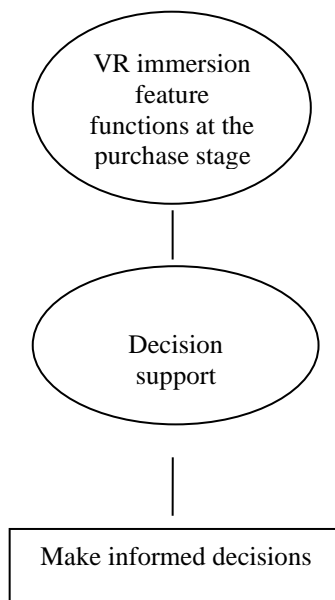 VR immersion
feature
functions at the
purchase stage
Decision
support
Make informed decisions